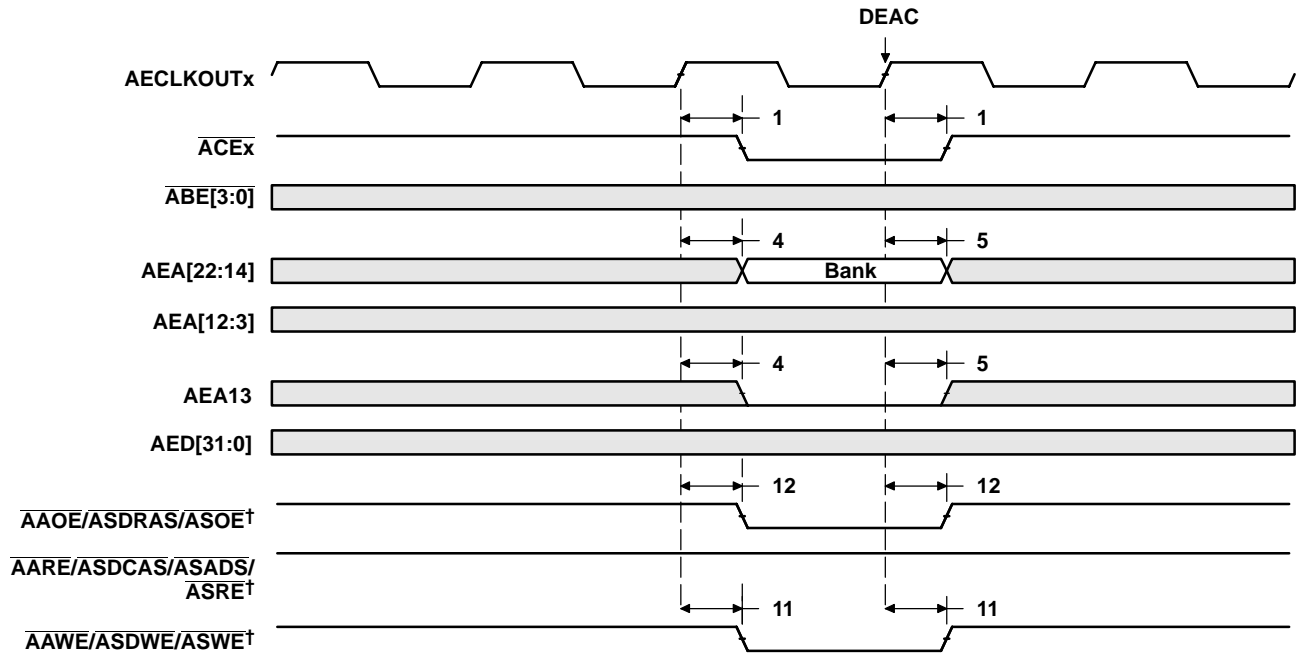 DEAC
AECLKOUTx
1 1
ACEx
ABE[3:0]
4 5
AEA[22:14] Bank
AEA[12:3]
4 5
AEA13
AED[31:0]
12 12
AAOE/ASDRAS/ASOE†
AARE/ASDCAS/ASADS/
ASRE†
11 11
AAWE/ASDWE/ASWE†